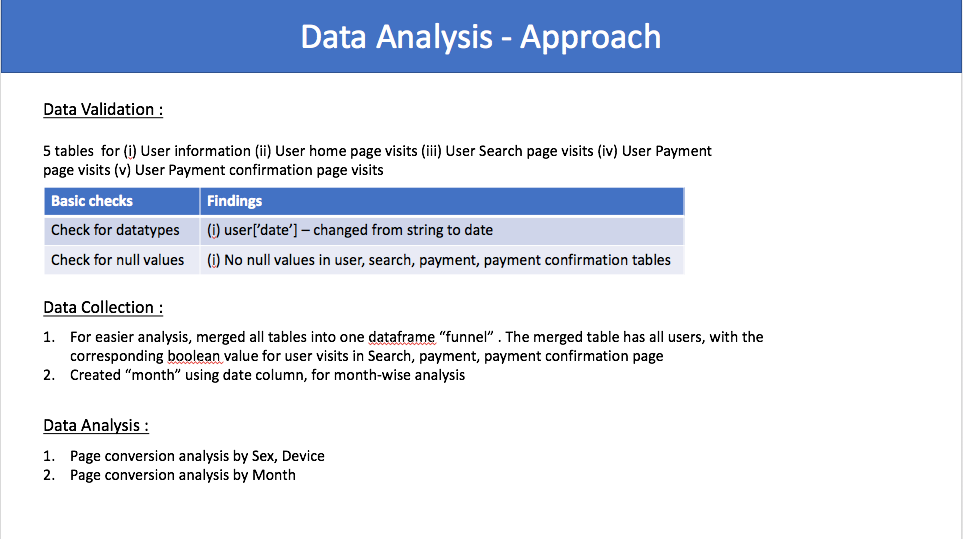 Data Analysis - Approach
Data Validation :
5 tables  for (i) User information (ii) User home page visits (iii) User Search page visits (iv) User Payment
page visits (v) User Payment confirmation page visits
Basic checks Findings
Check for datatypes (i) user['date’] – changed from string to date
Check for null values (i) No null values in user, search, payment, payment confirmation tables
Data Collection :
1. For easier analysis, merged all tables into one dataframe “funnel” . The merged table has all users, with the
corresponding boolean value for user visits in Search, payment, payment confirmation page
2. Created “month” using date column, for month-wise analysis
Data Analysis :
1. Page conversion analysis by Sex, Device
2. Page conversion analysis by Month